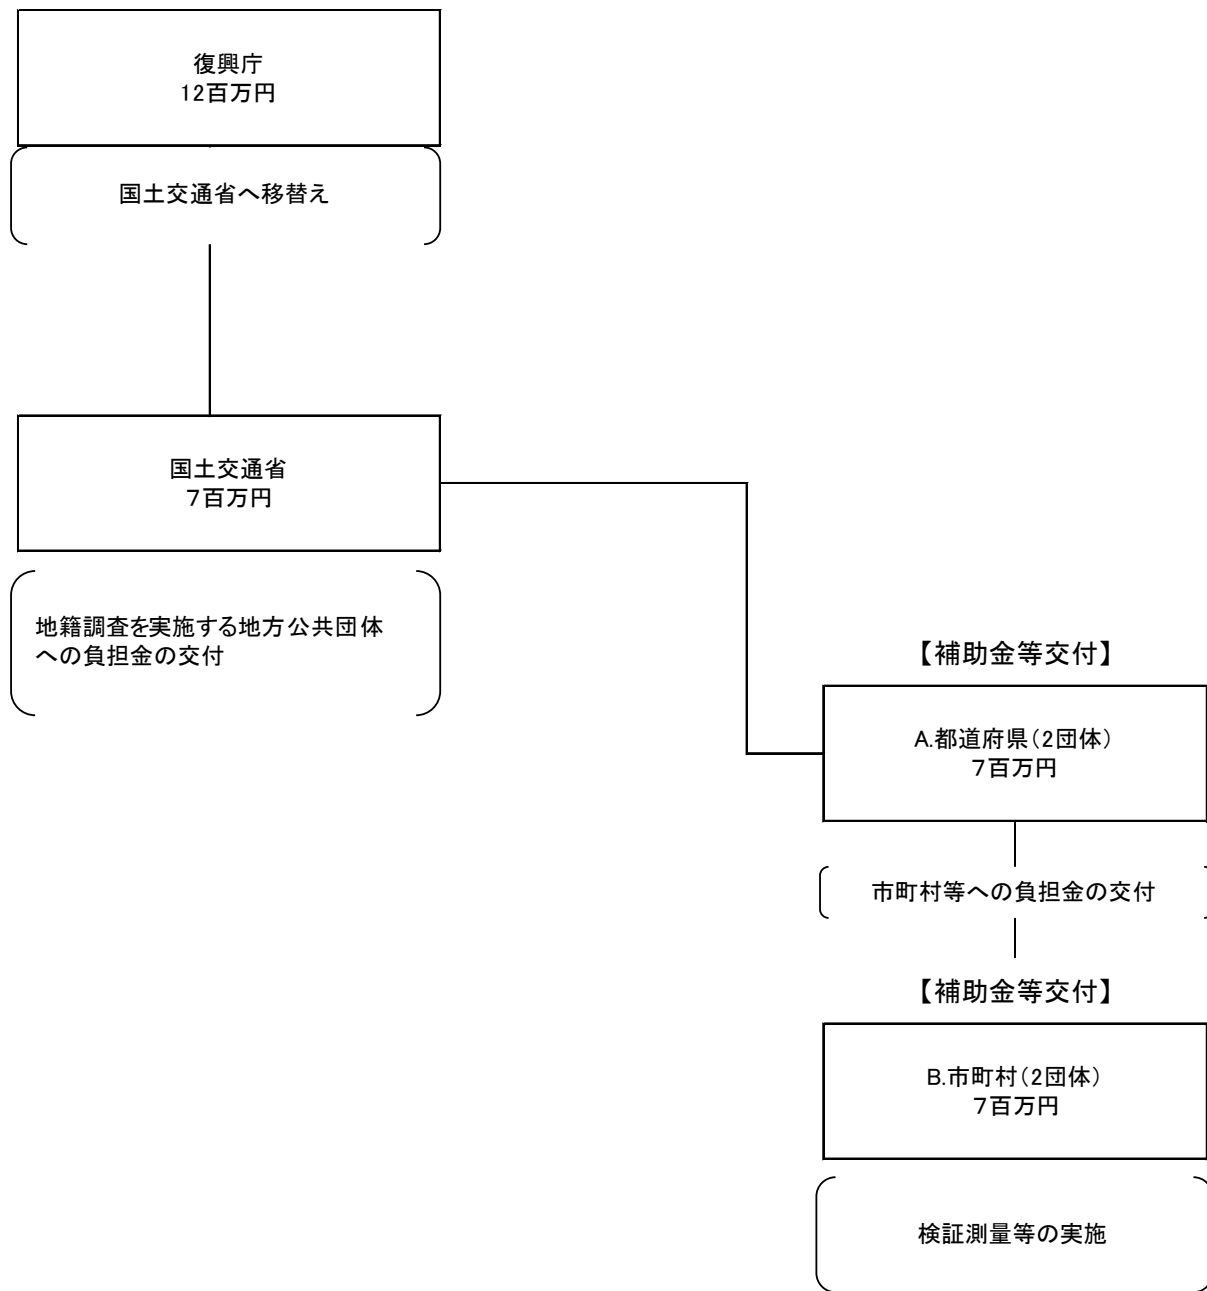 復興庁
12百万円
国土交通省へ移替え
国土交通省
7百万円
地籍調査を実施する地方公共団体
への負担金の交付
【補助金等交付】
A.都道府県（2団体）
7百万円
市町村等への負担金の交付
【補助金等交付】
B.市町村（2団体）
7百万円
検証測量等の実施